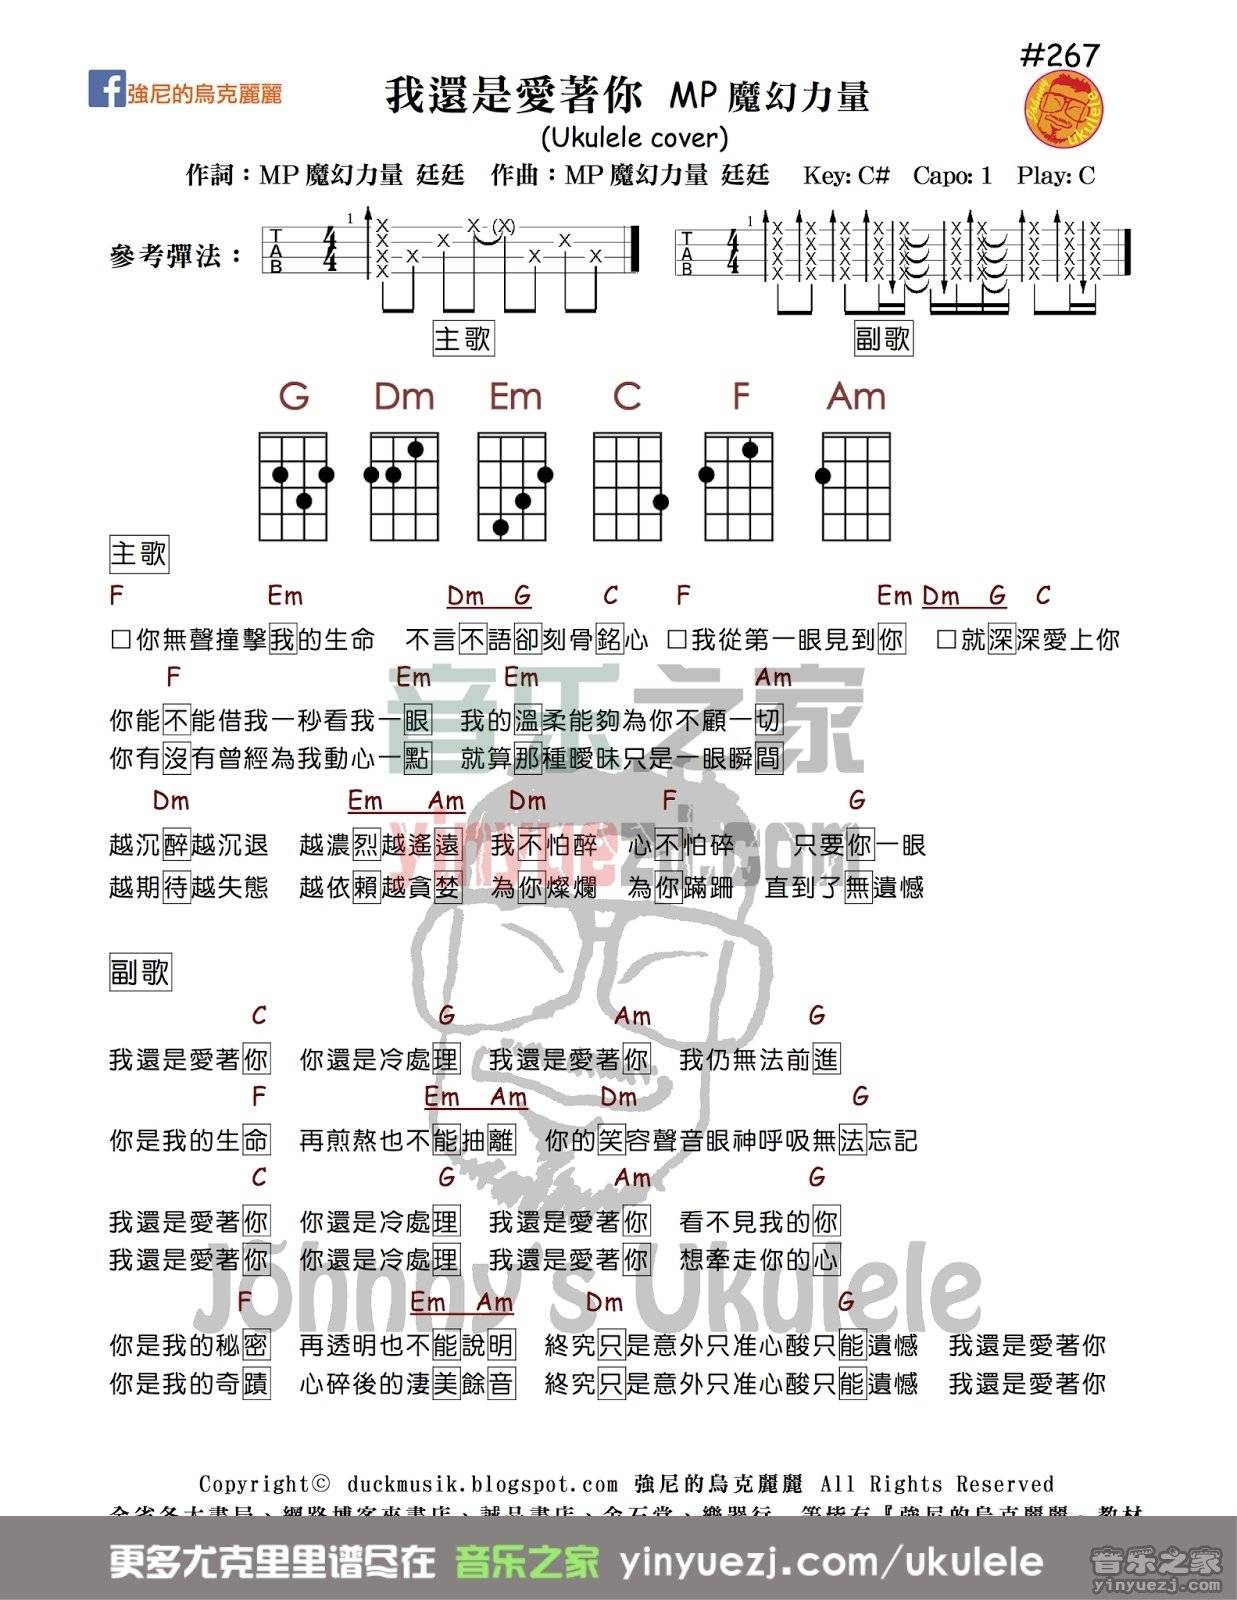 #267
強尼的烏克麗麗
我還是愛著你 MP 魔幻力量
(Ukulele cover)
作詞：MP 魔幻力量 廷廷 作曲：MP 魔幻力量 廷廷 Key: C# Capo: 1 Play: C
參考彈法：
主歌 副歌
G Dm Em C F Am
主歌
F Em Dm G C F Em Dm G C
□你無聲撞擊我的生命 不言不語卻刻骨銘心 □我從第一眼見到你 □就深深愛上你
F Em Em Am
你能不能借我一秒看我一眼 我的溫柔能夠為你不顧一切
你有沒有曾經為我動心一點 就算那種曖昧只是一眼瞬間
音乐之家
Dm Em Am Dm F G
越沉醉越沉退 越濃烈越遙遠 我不怕醉 心不怕碎 只要你一眼
yinyuezj.com
越期待越失態 越依賴越貪婪 為你燦爛 為你蹣跚 直到了無遺憾
副歌
C G Am G
我還是愛著你 你還是冷處理 我還是愛著你 我仍無法前進
F Em Am Dm G
你是我的生命 再煎熬也不能抽離 你的笑容聲音眼神呼吸無法忘記
C G Am G
我還是愛著你 你還是冷處理 我還是愛著你 看不見我的你
我還是愛著你 你還是冷處理 我還是愛著你 想牽走你的心
Johnny's Ukulele
F Em Am Dm G
你是我的秘密 再透明也不能說明 終究只是意外只准心酸只能遺憾 我還是愛著你
你是我的奇蹟 心碎後的淒美餘音 終究只是意外只准心酸只能遺憾 我還是愛著你
Copyright© duckmusik.blogspot.com 強尼的烏克麗麗 All Rights Reserved
全省各大書局、網路博客來書店、誠品書店、金石堂、樂器行...等皆有『強尼的烏克麗麗』教材
更多尤克里里谱尽在 音乐之家 yinyuezj.com/ukulele
音乐之家
yinyuezj.com